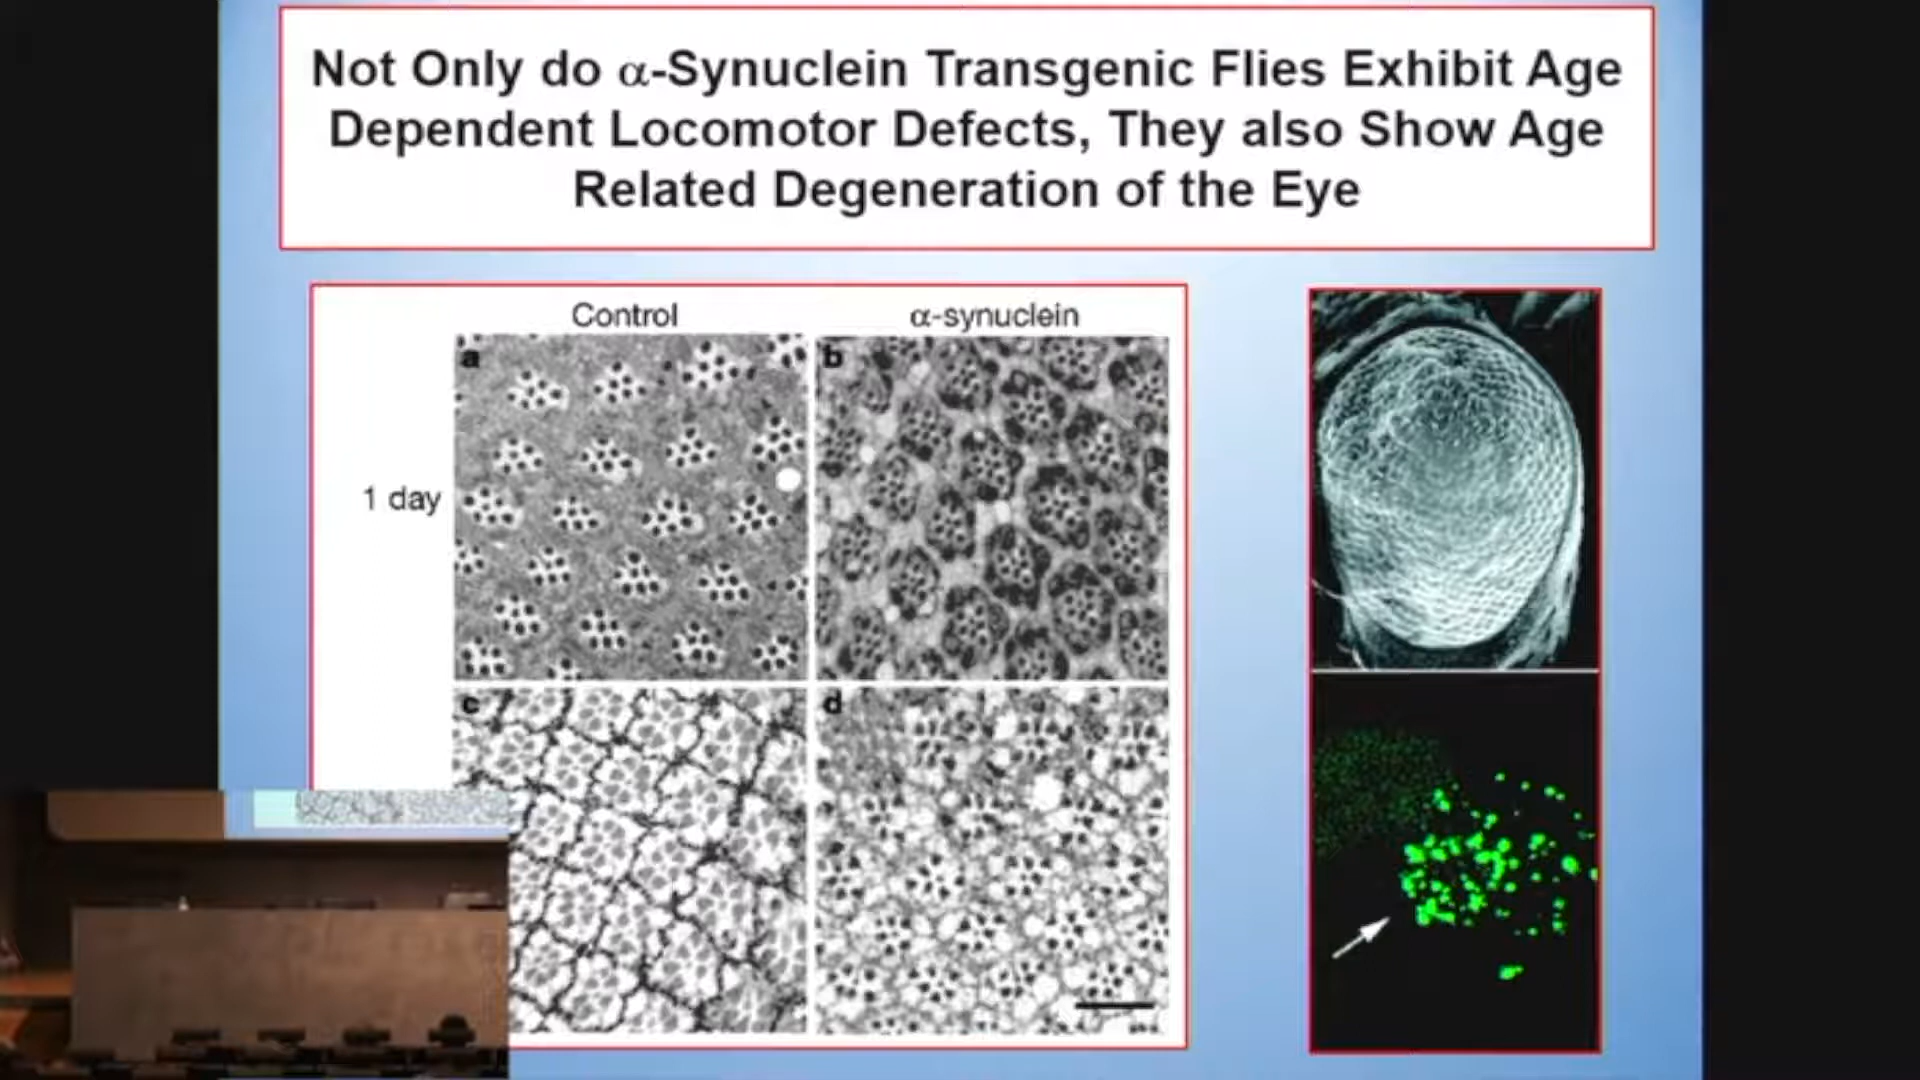 Not Only do α-Synuclein Transgenic Flies Exhibit Age
Dependent Locomotor Defects, They also Show Age
Related Degeneration of the Eye
Control
α-synuclein
a
b
1 day
c
d